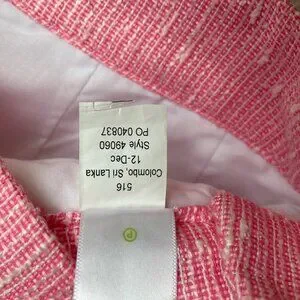 516
Colombo, Sri Lanka
12-Dec
Style 49060
PO 040837
P